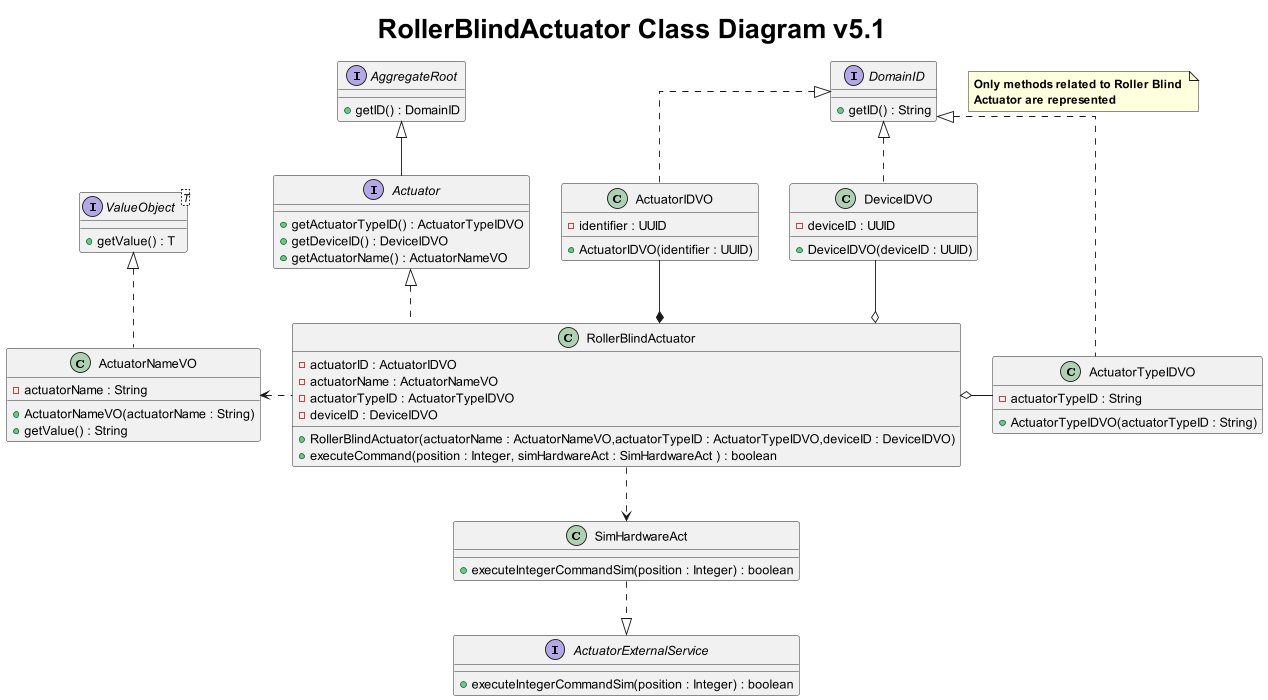 RollerBlindActuator Class Diagram v5.1
I AggregateRoot
getID() : DomainID
I DomainID
getID() : String
Only methods related to Roller Blind
Actuator are represented
I ValueObject T
getValue() : T
I Actuator
getActuatorTypeID() : ActuatorTypeIDVO
getDeviceID() : DeviceIDVO
getActuatorName() : ActuatorNameVO
C ActuatorIDVO
identifier : UUID
ActuatorIDVO(identifier : UUID)
C DeviceIDVO
deviceID : UUID
DeviceIDVO(deviceID : UUID)
C ActuatorNameVO
actuatorName : String
ActuatorNameVO(actuatorName : String)
getValue() : String
C RollerBlindActuator
actuatorID : ActuatorIDVO
actuatorName : ActuatorNameVO
actuatorTypeID : ActuatorTypeIDVO
deviceID : DeviceIDVO
RollerBlindActuator(actuatorName : ActuatorNameVO,actuatorTypeID : ActuatorTypeIDVO,deviceID : DeviceIDVO)
executeCommand(position : Integer, simHardwareAct : SimHardwareAct ) : boolean
C ActuatorTypeIDVO
actuatorTypeID : String
ActuatorTypeIDVO(actuatorTypeID : String)
C SimHardwareAct
executeIntegerCommandSim(position : Integer) : boolean
I ActuatorExternalService
executeIntegerCommandSim(position : Integer) : boolean